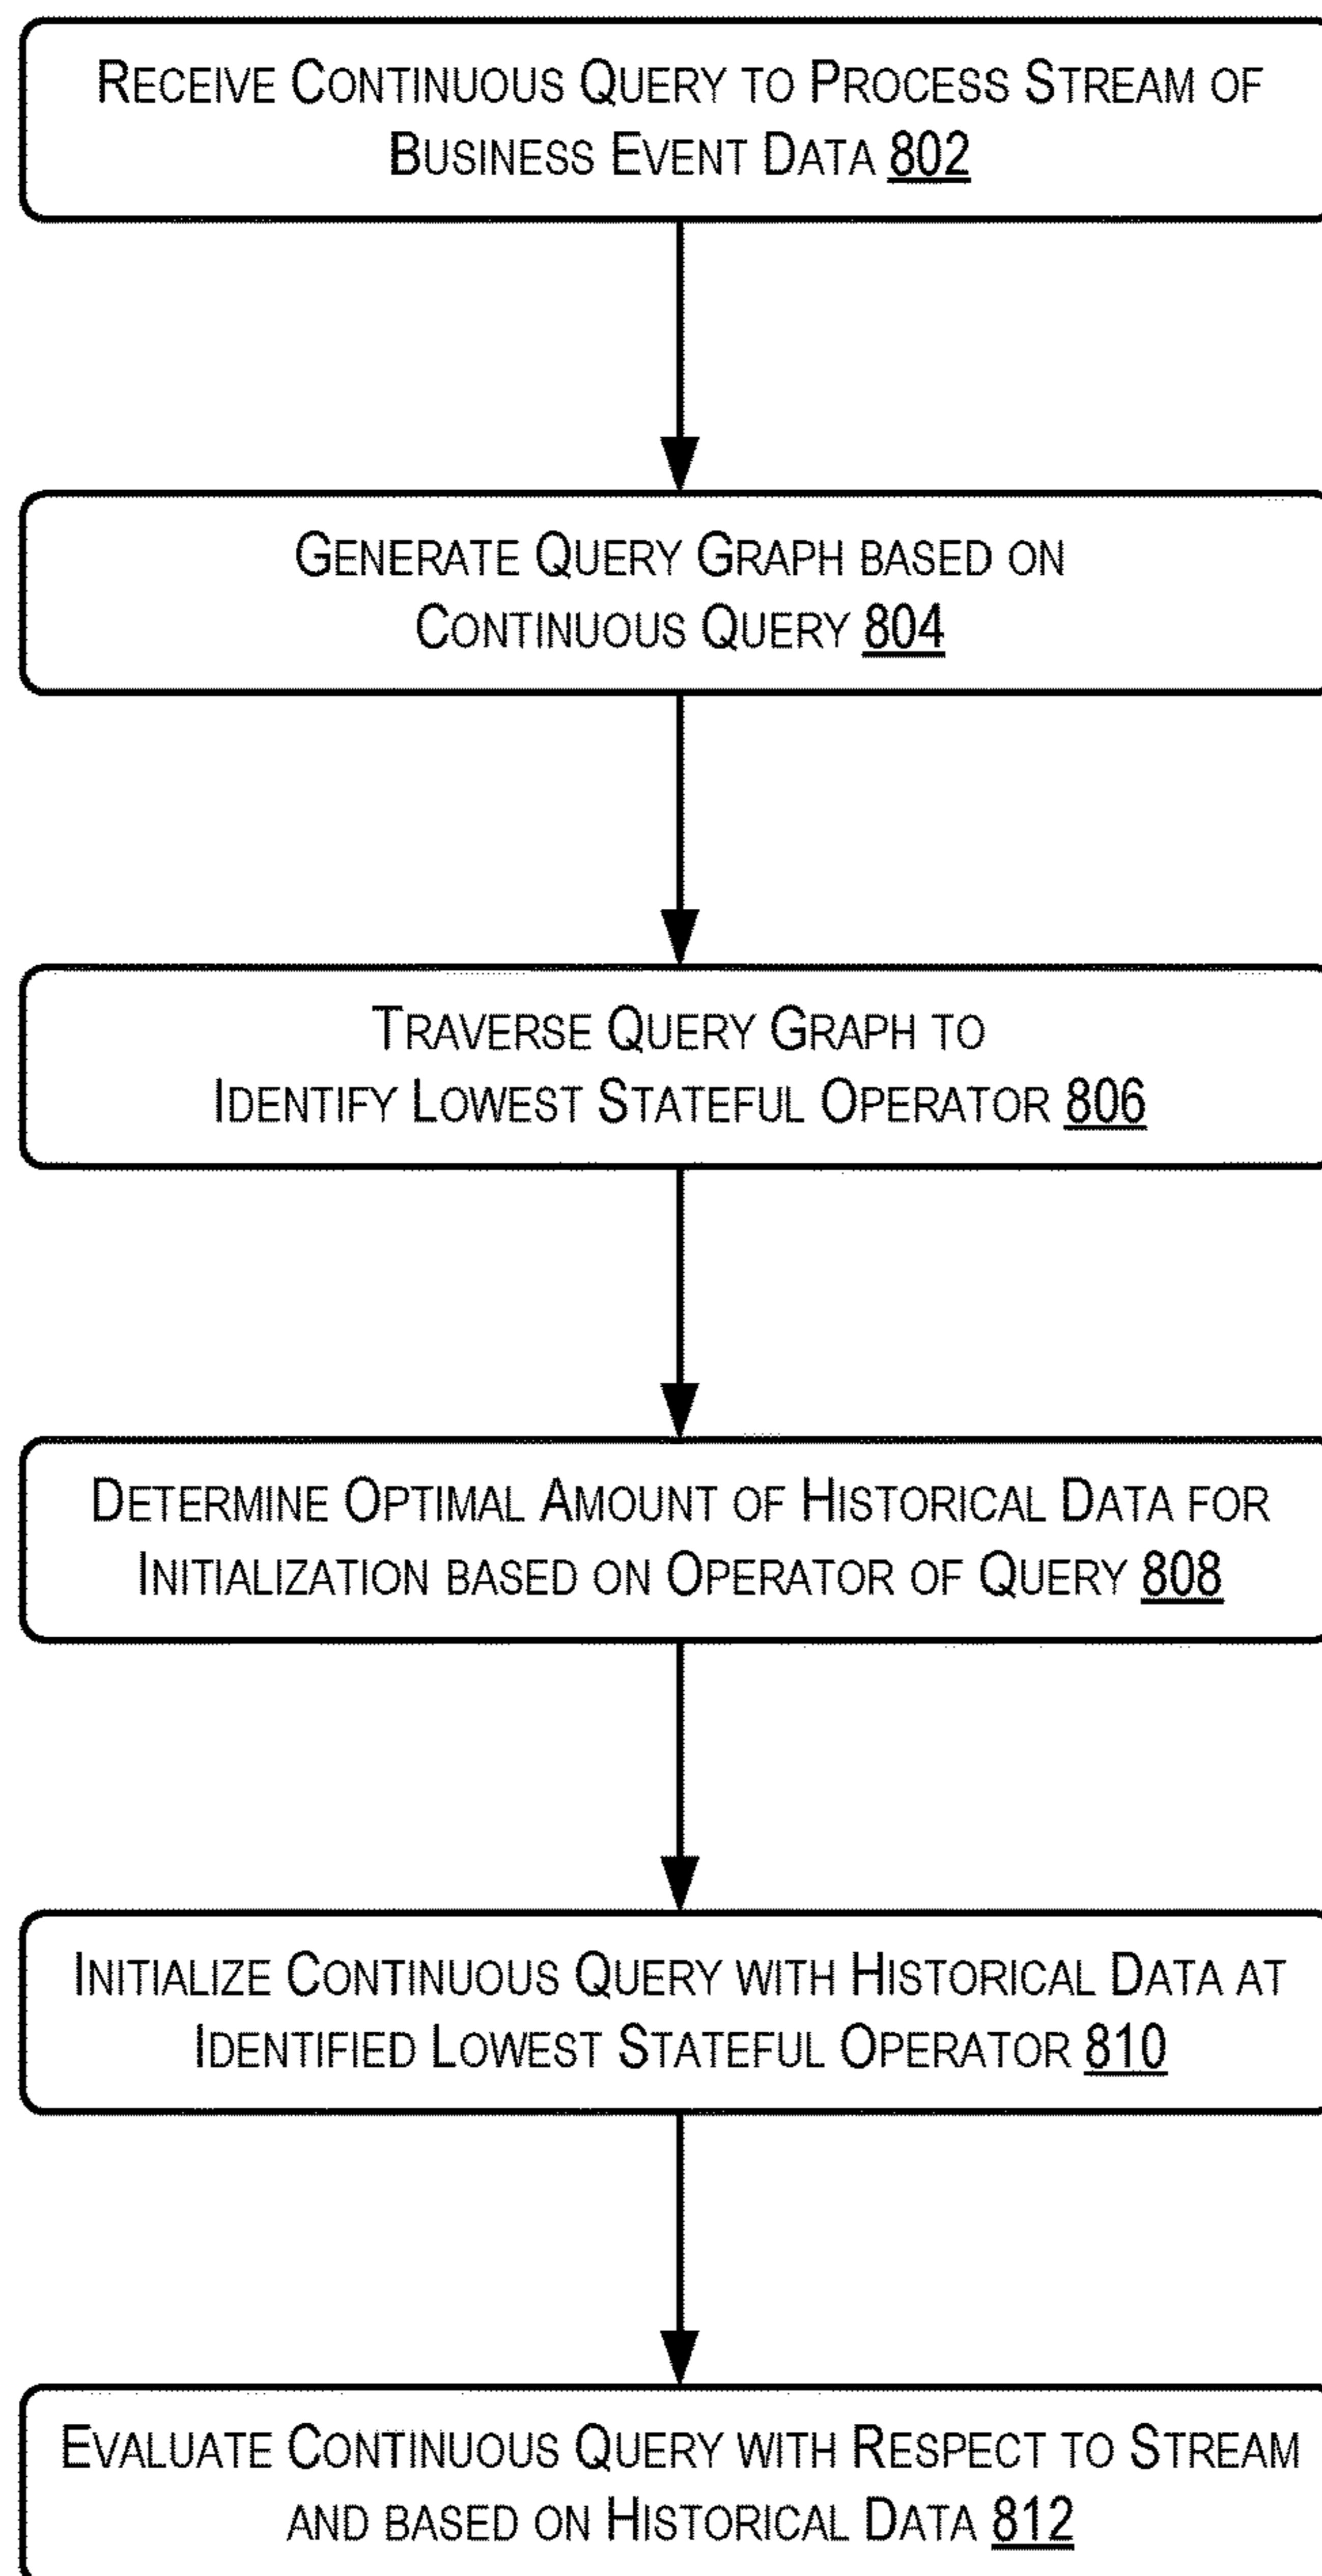 RECEIVE CONTINUOUS QUERY TO PROCESS STREAM OF
BUSINESS EVENT DATA 802
GENERATE QUERY GRAPH BASED ON
CONTINUOUS QUERY 804
TRAVERSE QUERY GRAPH TO
IDENTIFY LOWEST STATEFUL OPERATOR 806
DETERMINE OPTIMAL AMOUNT OF HISTORICAL DATA FOR
INITIALIZATION BASED ON OPERATOR OF QUERY 808
INITIALIZE CONTINUOUS QUERY WITH HISTORICAL DATA AT
IDENTIFIED LOWEST STATEFUL OPERATOR 810
EVALUATE CONTINUOUS QUERY WITH RESPECT TO STREAM
AND BASED ON HISTORICAL DATA 812